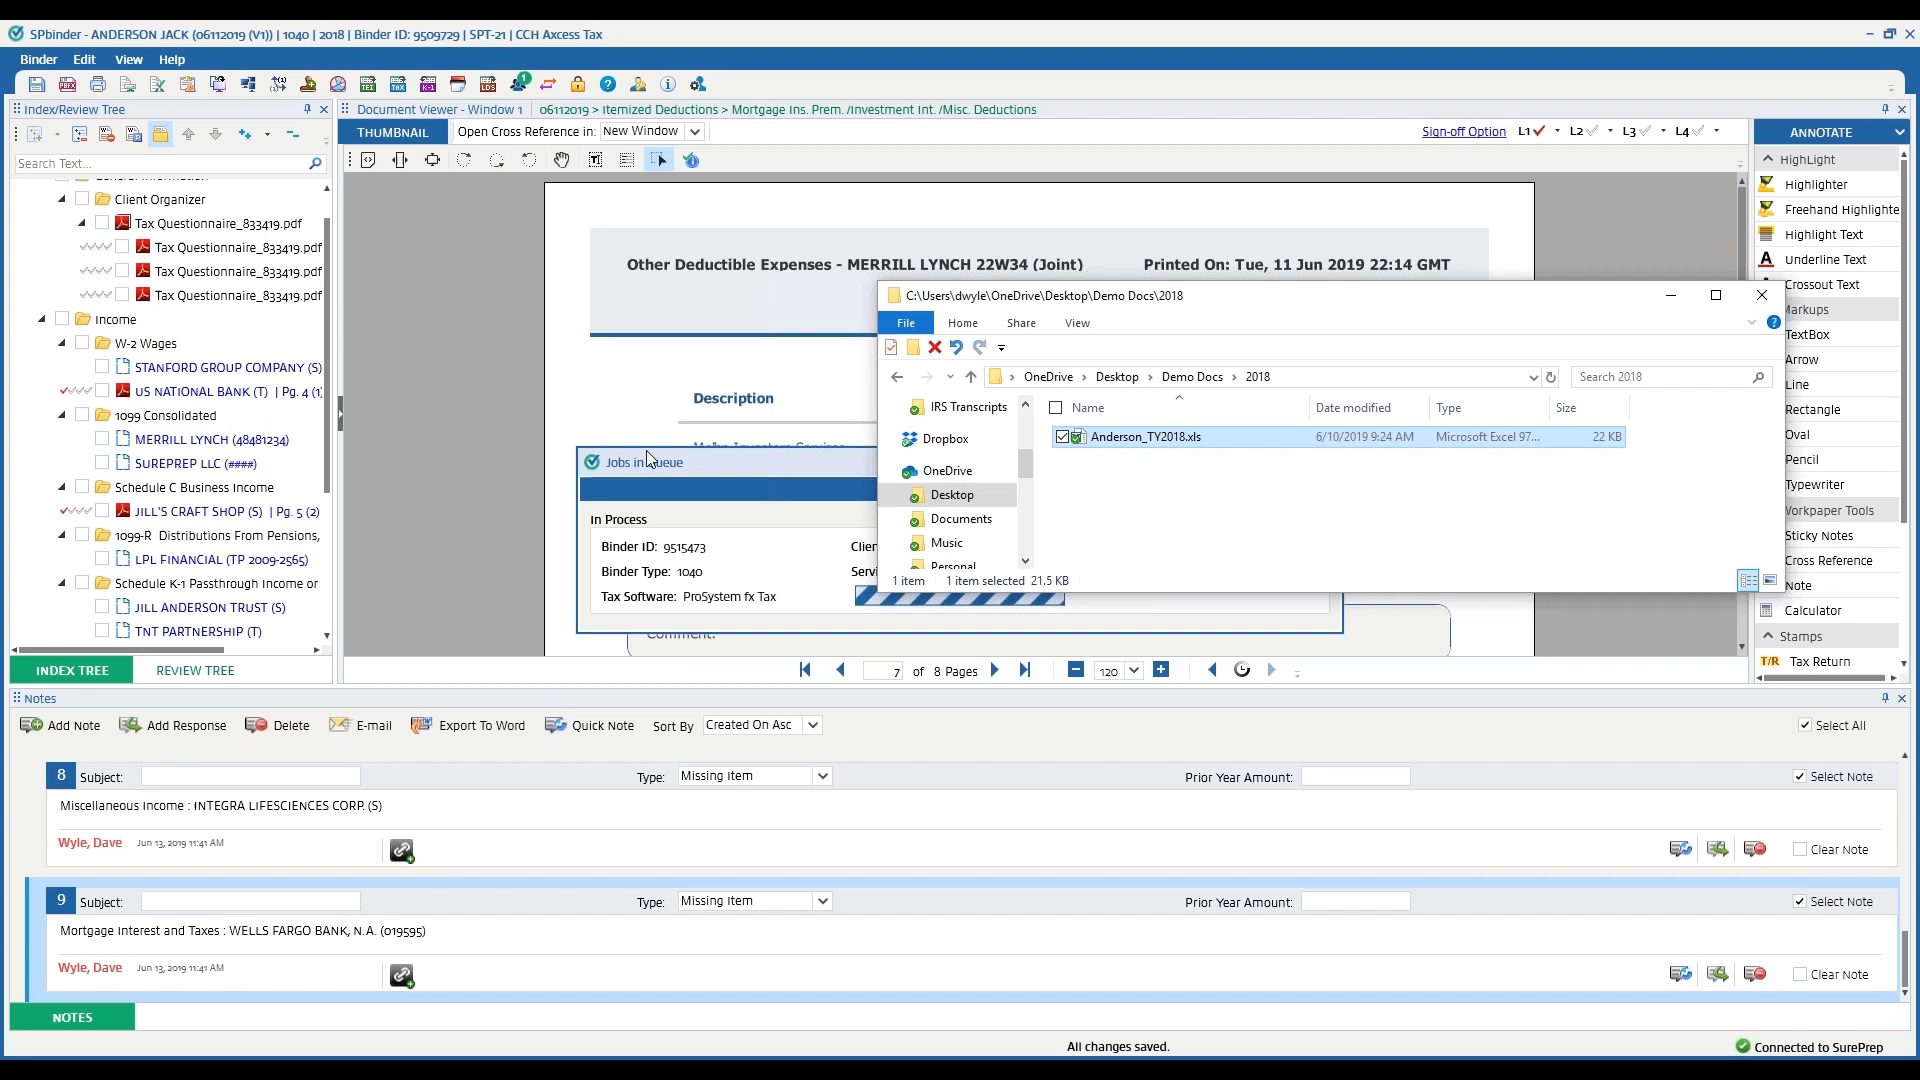 SPbinder - ANDERSON JACK (06112019 (V1)) | 1040 | 2018 | Binder ID: 9509729 | SPT-21 | CCH Axcess Tax
Binder Edit View Help
TEI TAX K-1 LDS 1
Index/Review Tree
Document Viewer - Window 1 06112019 > Itemized Deductions > Mortgage Ins. Prem. /Investment Int. /Misc. Deductions
THUMBNAIL Open Cross Reference in: New Window Sign-off Option L1 L2 L3 L4
Search Text...
Client Organizer
Tax Questionnaire_833419.pdf
Tax Questionnaire_833419.pdf
Tax Questionnaire_833419.pdf
Tax Questionnaire_833419.pdf
Income
W-2 Wages
STANFORD GROUP COMPANY (S)
US NATIONAL BANK (T) | Pg. 4 (1)
1099 Consolidated
MERRILL LYNCH (48481234)
SUREPREP LLC (####)
Schedule C Business Income
JILL'S CRAFT SHOP (S) | Pg. 5 (2)
1099-R Distributions From Pensions,
LPL FINANCIAL (TP 2009-2565)
Schedule K-1 Passthrough Income or
JILL ANDERSON TRUST (S)
TNT PARTNERSHIP (T)
INDEX TREE REVIEW TREE
Other Deductible Expenses - MERRILL LYNCH 22W34 (Joint) Printed On: Tue, 11 Jun 2019 22:14 GMT
Description
Jobs in Queue
In Process
Binder ID: 9515473 Clien
Binder Type: 1040 Servi
Tax Software: ProSystem fx Tax
Comment:
7 of 8 Pages 120
C:\Users\dwyle\OneDrive\Desktop\Demo Docs\2018
File Home Share View
OneDrive Desktop Demo Docs 2018 Search 2018
IRS Transcripts
Dropbox
OneDrive
Desktop
Documents
Music
Personal
Name Date modified Type Size
Anderson_TY2018.xls 6/10/2019 9:24 AM Microsoft Excel 97... 22 KB
1 item 1 item selected 21.5 KB
ANNOTATE
HighLight
Highlighter
Freehand Highlighte
Highlight Text
Underline Text
Crossout Text
Markups
TextBox
Arrow
Line
Rectangle
Oval
Pencil
Typewriter
Workpaper Tools
Sticky Notes
Cross Reference
Note
Calculator
Stamps
T/R Tax Return
Notes
Add Note Add Response Delete E-mail Export To Word Quick Note Sort By Created On Asc Select All
8 Subject: Type: Missing Item Prior Year Amount: Select Note
Miscellaneous Income : INTEGRA LIFESCIENCES CORP. (S)
Wyle, Dave Jun 13, 2019 11:41 AM Clear Note
9 Subject: Type: Missing Item Prior Year Amount: Select Note
Mortgage Interest and Taxes : WELLS FARGO BANK, N.A. (019595)
Wyle, Dave Jun 13, 2019 11:41 AM Clear Note
NOTES
All changes saved.
Connected to SurePrep